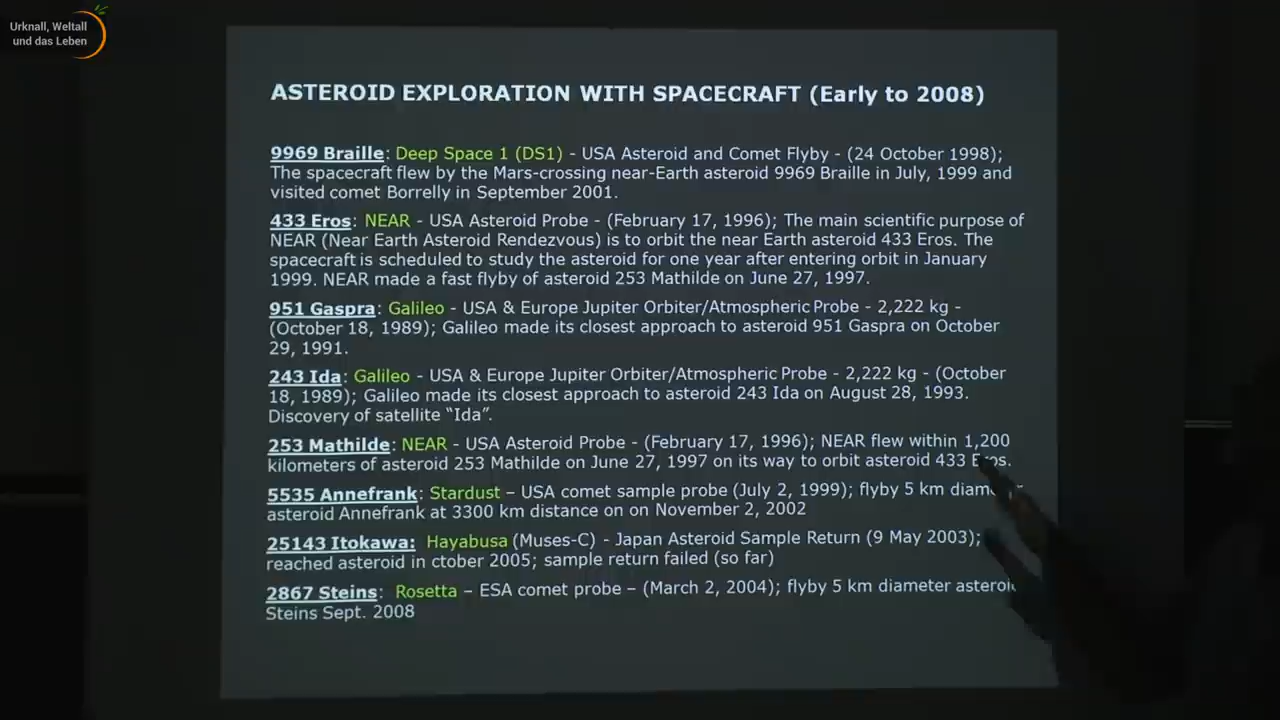 Urknall, Weltall
und das Leben
ASTEROID EXPLORATION WITH SPACECRAFT (Early to 2008)
9969 Braille: Deep Space 1 (DS1) - USA Asteroid and Comet Flyby - (24 October 1998);
The spacecraft flew by the Mars-crossing near-Earth asteroid 9969 Braille in July, 1999 and
visited comet Borrelly in September 2001.
433 Eros: NEAR - USA Asteroid Probe - (February 17, 1996); The main scientific purpose of
NEAR (Near Earth Asteroid Rendezvous) is to orbit the near Earth asteroid 433 Eros. The
spacecraft is scheduled to study the asteroid for one year after entering orbit in January
1999. NEAR made a fast flyby of asteroid 253 Mathilde on June 27, 1997.
951 Gaspra: Galileo - USA & Europe Jupiter Orbiter/Atmospheric Probe - 2,222 kg -
(October 18, 1989); Galileo made its closest approach to asteroid 951 Gaspra on October
29, 1991.
243 Ida: Galileo - USA & Europe Jupiter Orbiter/Atmospheric Probe - 2,222 kg - (October
18, 1989); Galileo made its closest approach to asteroid 243 Ida on August 28, 1993.
Discovery of satellite “Ida”.
253 Mathilde: NEAR - USA Asteroid Probe - (February 17, 1996); NEAR flew within 1,200
kilometers of asteroid 253 Mathilde on June 27, 1997 on its way to orbit asteroid 433 Eros.
5535 Annefrank: Stardust – USA comet sample probe (July 2, 1999); flyby 5 km
asteroid Annefrank at 3300 km distance on on November 2, 2002
25143 Itokawa: Hayabusa (Muses-C) - Japan Asteroid Sample Return (9 May 2003);
reached asteroid in ctober 2005; sample return failed (so far)
2867 Steins: Rosetta – ESA comet probe – (March 2, 2004); flyby 5 km diameter asteroid
Steins Sept. 2008